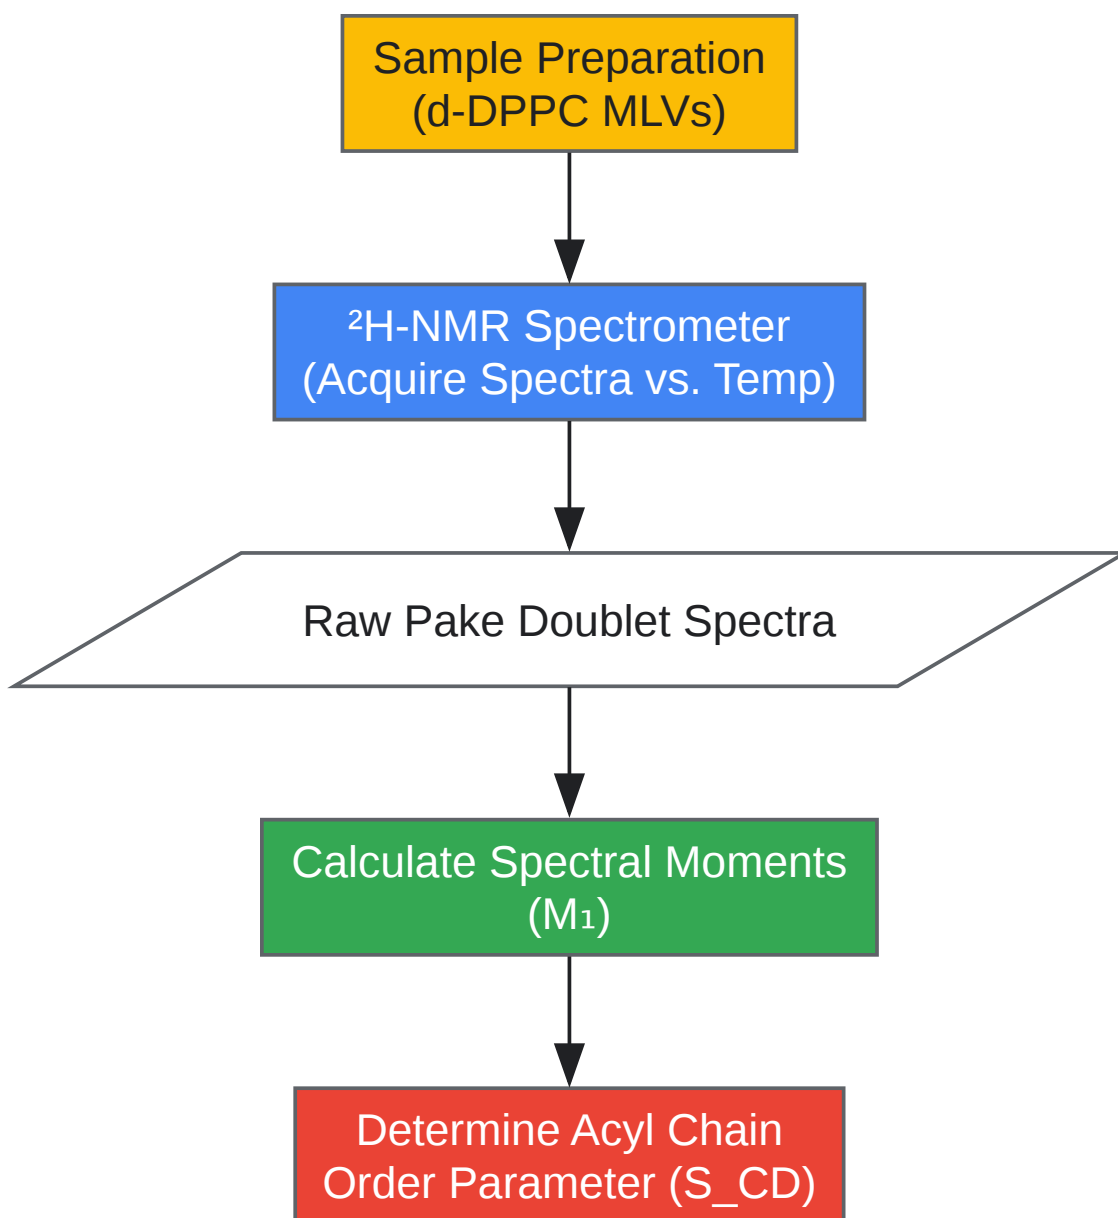 Sample Preparation
(d-DPPC MLVs)
²H-NMR Spectrometer
(Acquire Spectra vs. Temp)
Raw Pake Doublet Spectra
Calculate Spectral Moments
(M₁)
Determine Acyl Chain
Order Parameter (S_CD)